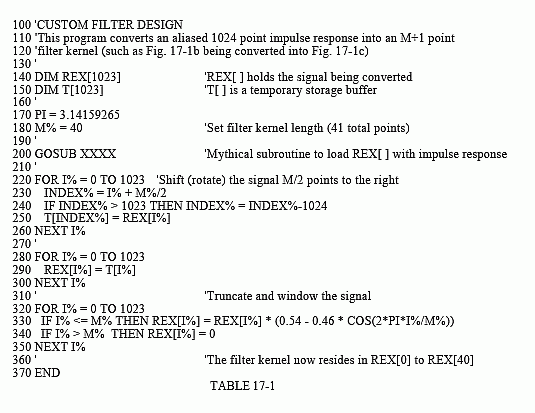 100 'CUSTOM FILTER DESIGN
110 'This program converts an aliased 1024 point impulse response into an M+1 point
120 'filter kernel (such as Fig. 17-1b being converted into Fig. 17-1c)
130 '
140 DIM REX[1023] 'REX[ ] holds the signal being converted
150 DIM T[1023] 'T[ ] is a temporary storage buffer
160 '
170 PI = 3.14159265
180 M% = 40 'Set filter kernel length (41 total points)
190 '
200 GOSUB XXXX 'Mythical subroutine to load REX[ ] with impulse response
210 '
220 FOR I% = 0 TO 1023 'Shift (rotate) the signal M/2 points to the right
230 INDEX% = I% + M%/2
240 IF INDEX% > 1023 THEN INDEX% = INDEX%-1024
250 T[INDEX%] = REX[I%]
260 NEXT I%
270 '
280 FOR I% = 0 TO 1023
290 REX[I%] = T[I%]
300 NEXT I%
310 ' 'Truncate and window the signal
320 FOR I% = 0 TO 1023
330 IF I% <= M% THEN REX[I%] = REX[I%] * (0.54 - 0.46 * COS(2*PI*I%/M%))
340 IF I% > M% THEN REX[I%] = 0
350 NEXT I%
360 ' 'The filter kernel now resides in REX[0] to REX[40]
370 END
TABLE 17-1